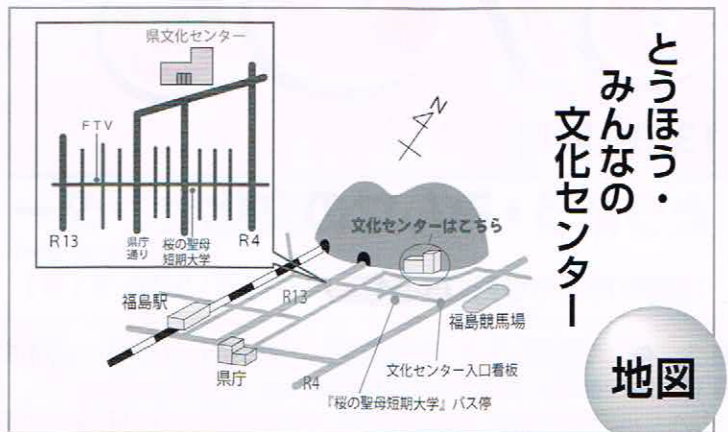 とうほう・
みんなの
文化センター
地図
県文化センター
FTV
R13
県庁
通り
桜の聖母
短期大学
R4
N
文化センターはこちら
福島駅
R13
福島競馬場
県庁
R4
文化センター入口看板
『桜の聖母短期大学』バス停